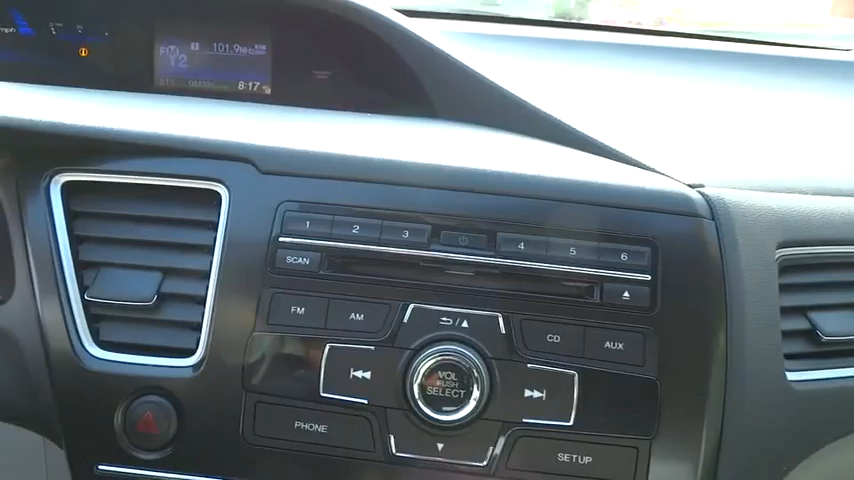 mph
FM 101.9MHz
2
8:17
1 2 3 4 5 6
SCAN
FM AM CD AUX
VOL
PUSH
SELECT
PHONE
SETUP